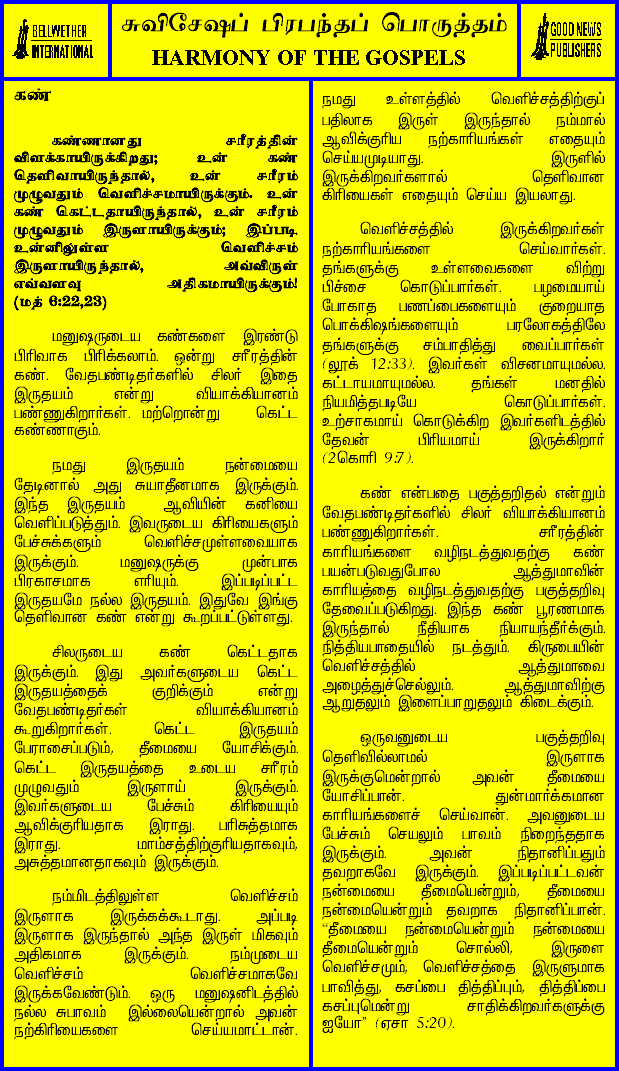 BELLWETHER
INTERNATIONAL
சுவிசேஷப் பிரபந்தப் பொருத்தம்
HARMONY OF THE GOSPELS
GOOD NEWS
PUBLISHERS
கண்
கண்ணானது சரீரத்தின்
விளக்காயிருக்கிறது; உன் கண்
தெளிவாயிருந்தால், உன் சரீரம்
முழுவதும் வெளிச்சமாயிருக்கும். உன்
கண் கெட்டதாயிருந்தால், உன் சரீரம்
முழுவதும் இருளாயிருக்கும்; இப்படி
உன்னிலுள்ள வெளிச்சம்
இருளாயிருந்தால், அவ்விருள்
எவ்வளவு அதிகமாயிருக்கும்!
(மத் 6:22,23)
மனுஷருடைய கண்களை இரண்டு
பிரிவாக பிரிக்கலாம். ஒன்று சரீரத்தின்
கண். வேதபண்டிதர்களில் சிலர் இதை
இருதயம் என்று வியாக்கியானம்
பண்ணுகிறார்கள். மற்றொன்று கெட்ட
கண்ணாகும்.
நமது இருதயம் நன்மையை
தேடினால் அது சுயாதீனமாக இருக்கும்.
இந்த இருதயம் ஆவியின் கனியை
வெளிப்படுத்தும். இவருடைய கிரியைகளும்
பேச்சுக்களும் வெளிச்சமுள்ளவையாக
இருக்கும். மனுஷருக்கு முன்பாக
பிரகாசமாக எரியும். இப்படிப்பட்ட
இருதயமே நல்ல இருதயம். இதுவே இங்கு
தெளிவான கண் என்று கூறப்பட்டுள்ளது.
சிலருடைய கண் கெட்டதாக
இருக்கும். இது அவர்களுடைய கெட்ட
இருதயத்தைக் குறிக்கும் என்று
வேதபண்டிதர்கள் வியாக்கியானம்
கூறுகிறார்கள். கெட்ட இருதயம்
பேராசைப்படும், தீமையை யோசிக்கும்.
கெட்ட இருதயத்தை உடைய சரீரம்
முழுவதும் இருளாய் இருக்கும்.
இவர்களுடைய பேச்சும் கிரியையும்
ஆவிக்குரியதாக இராது. பரிசுத்தமாக
இராது. மாம்சத்திற்குரியதாகவும்,
அசுத்தமானதாகவும் இருக்கும்.
நம்மிடத்திலுள்ள வெளிச்சம்
இருளாக இருக்கக்கூடாது. அப்படி
இருளாக இருந்தால் அந்த இருள் மிகவும்
அதிகமாக இருக்கும். நம்முடைய
வெளிச்சம் வெளிச்சமாகவே
இருக்கவேண்டும். ஒரு மனுஷனிடத்தில்
நல்ல சுபாவம் இல்லையென்றால் அவன்
நற்கிரியைகளை செய்யமாட்டான்.
நமது உள்ளத்தில் வெளிச்சத்திற்குப்
பதிலாக இருள் இருந்தால் நம்மால்
ஆவிக்குரிய நற்காரியங்கள் எதையும்
செய்யமுடியாது. இருளில்
இருக்கிறவர்களால் தெளிவான
கிரியைகள் எதையும் செய்ய இயலாது.
வெளிச்சத்தில் இருக்கிறவர்கள்
நற்காரியங்களை செய்வார்கள்.
தங்களுக்கு உள்ளவைகளை விற்று
பிச்சை கொடுப்பார்கள். பழமையாய்
போகாத பணப்பைகளையும் குறையாத
பொக்கிஷங்களையும் பரலோகத்திலே
தங்களுக்கு சம்பாதித்து வைப்பார்கள்
(லூக் 12:33). இவர்கள் விசனமாயுமல்ல.
கட்டாயமாயுமல்ல. தங்கள் மனதில்
நியமித்தபடியே கொடுப்பார்கள்.
உற்சாகமாய் கொடுக்கிற இவர்களிடத்தில்
தேவன் பிரியமாய் இருக்கிறார்
(2கொரி 9:7).
கண் என்பதை பகுத்தறிதல் என்றும்
வேதபண்டிதர்களில் சிலர் வியாக்கியானம்
பண்ணுகிறார்கள். சரீரத்தின்
காரியங்களை வழிநடத்துவதற்கு கண்
பயன்படுவதுபோல ஆத்துமாவின்
காரியத்தை வழிநடத்துவதற்கு பகுத்தறிவு
தேவைப்படுகிறது. இந்த கண் பூரணமாக
இருந்தால் நீதியாக நியாயந்தீர்க்கும்.
நித்தியபாதையில் நடத்தும். கிருபையின்
வெளிச்சத்தில் ஆத்துமாவை
அழைத்துச்செல்லும். ஆத்துமாவிற்கு
ஆறுதலும் இளைப்பாறுதலும் கிடைக்கும்.
ஒருவனுடைய பகுத்தறிவு
தெளிவில்லாமல் இருளாக
இருக்குமென்றால் அவன் தீமையை
யோசிப்பான். துன்மார்க்கமான
காரியங்களைச் செய்வான். அவனுடைய
பேச்சும் செயலும் பாவம் நிறைந்ததாக
இருக்கும். அவன் நிதானிப்பதும்
தவறாகவே இருக்கும். இப்படிப்பட்டவன்
நன்மையை தீமையென்றும், தீமையை
நன்மையென்றும் தவறாக நிதானிப்பான்.
“தீமையை நன்மையென்றும் நன்மையை
தீமையென்றும் சொல்லி, இருளை
வெளிச்சமும், வெளிச்சத்தை இருளுமாக
பாவித்து, கசப்பை தித்திப்பும், தித்திப்பை
கசப்புமென்று சாதிக்கிறவர்களுக்கு
ஐயோ” (ஏசா 5:20).